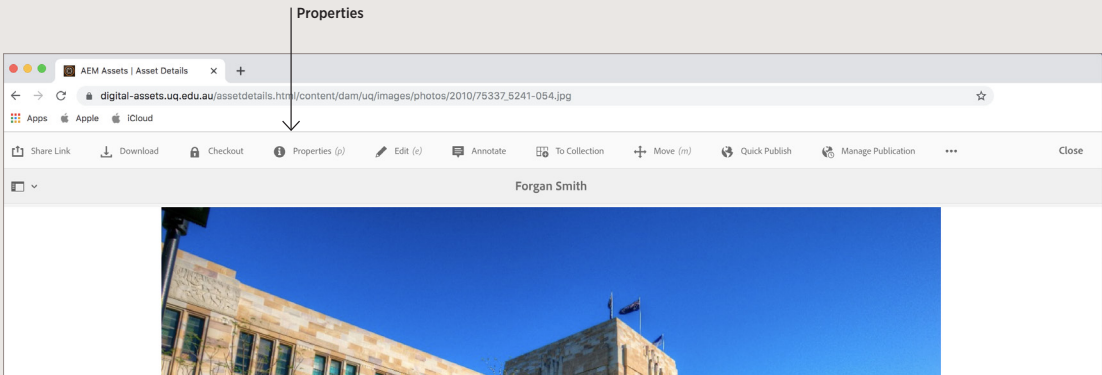 Properties
AEM Assets | Asset Details
digital-assets.uq.edu.au/assetdetails.html/content/dam/uq/images/photos/2010/75337_5241-054.jpg
Apps Apple iCloud
Share Link Download Checkout Properties (p) Edit (e) Annotate To Collection Move (m) Quick Publish Manage Publication ••• Close
Forgan Smith